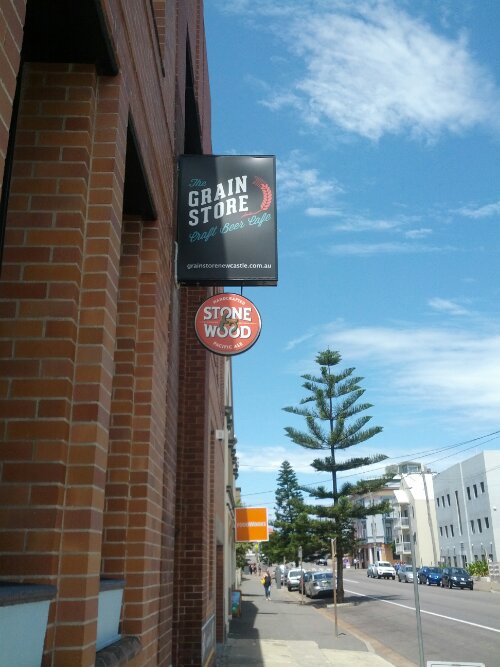 The
GRAIN
STORE
Craft Beer Cafe
grainstorenewcastle.com.au
HANDCRAFTED
STONE
&
WOOD
PACIFIC ALE